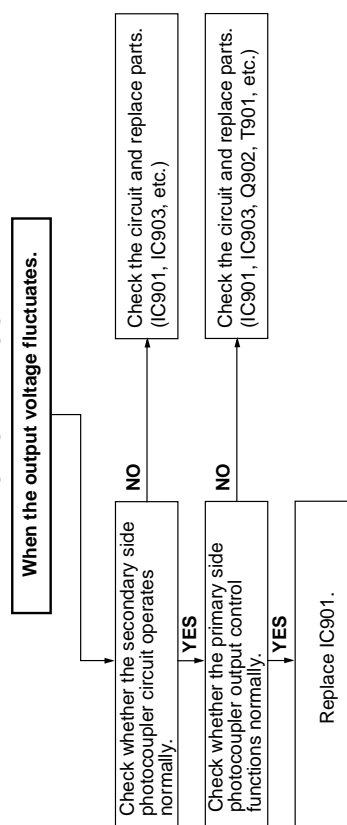 When the output voltage fluctuates.
Check whether the secondary side
photocoupler circuit operates
normally.
NO
Check the circuit and replace parts.
(IC901, IC903, etc.)
YES
Check whether the primary side
photocoupler output control
functions normally.
NO
Check the circuit and replace parts.
(IC901, IC903, Q902, T901, etc.)
YES
Replace IC901.